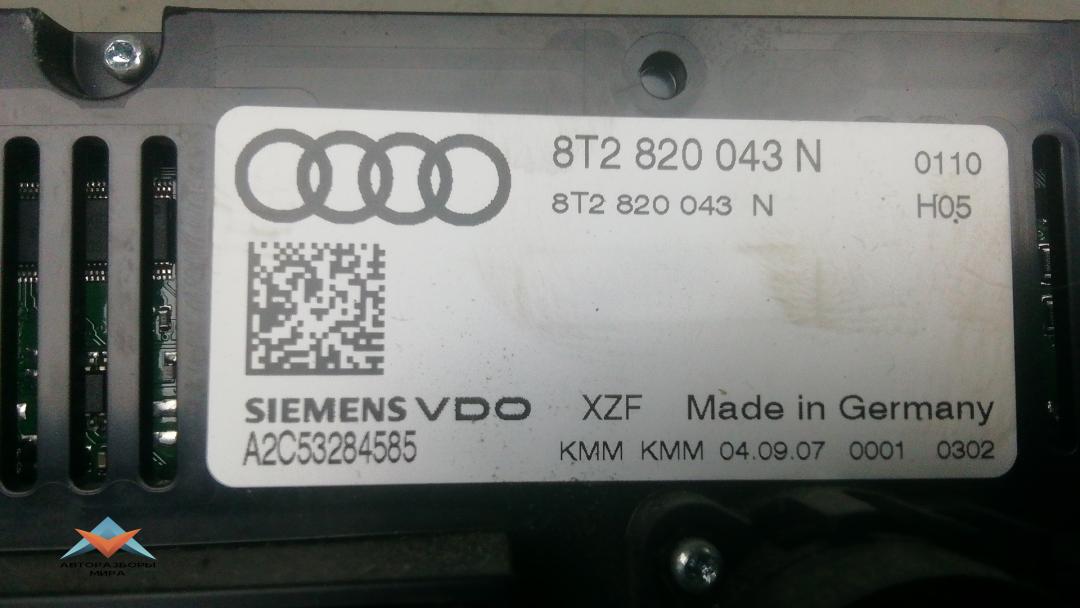 8T2 820 043 N 0110
8T2 820 043 N H05
SIEMENS VDO XZF Made in Germany
A2C53284585 KMM KMM 04.09.07 0001 0302
АВТОРАЗБОРЫ
МИРА